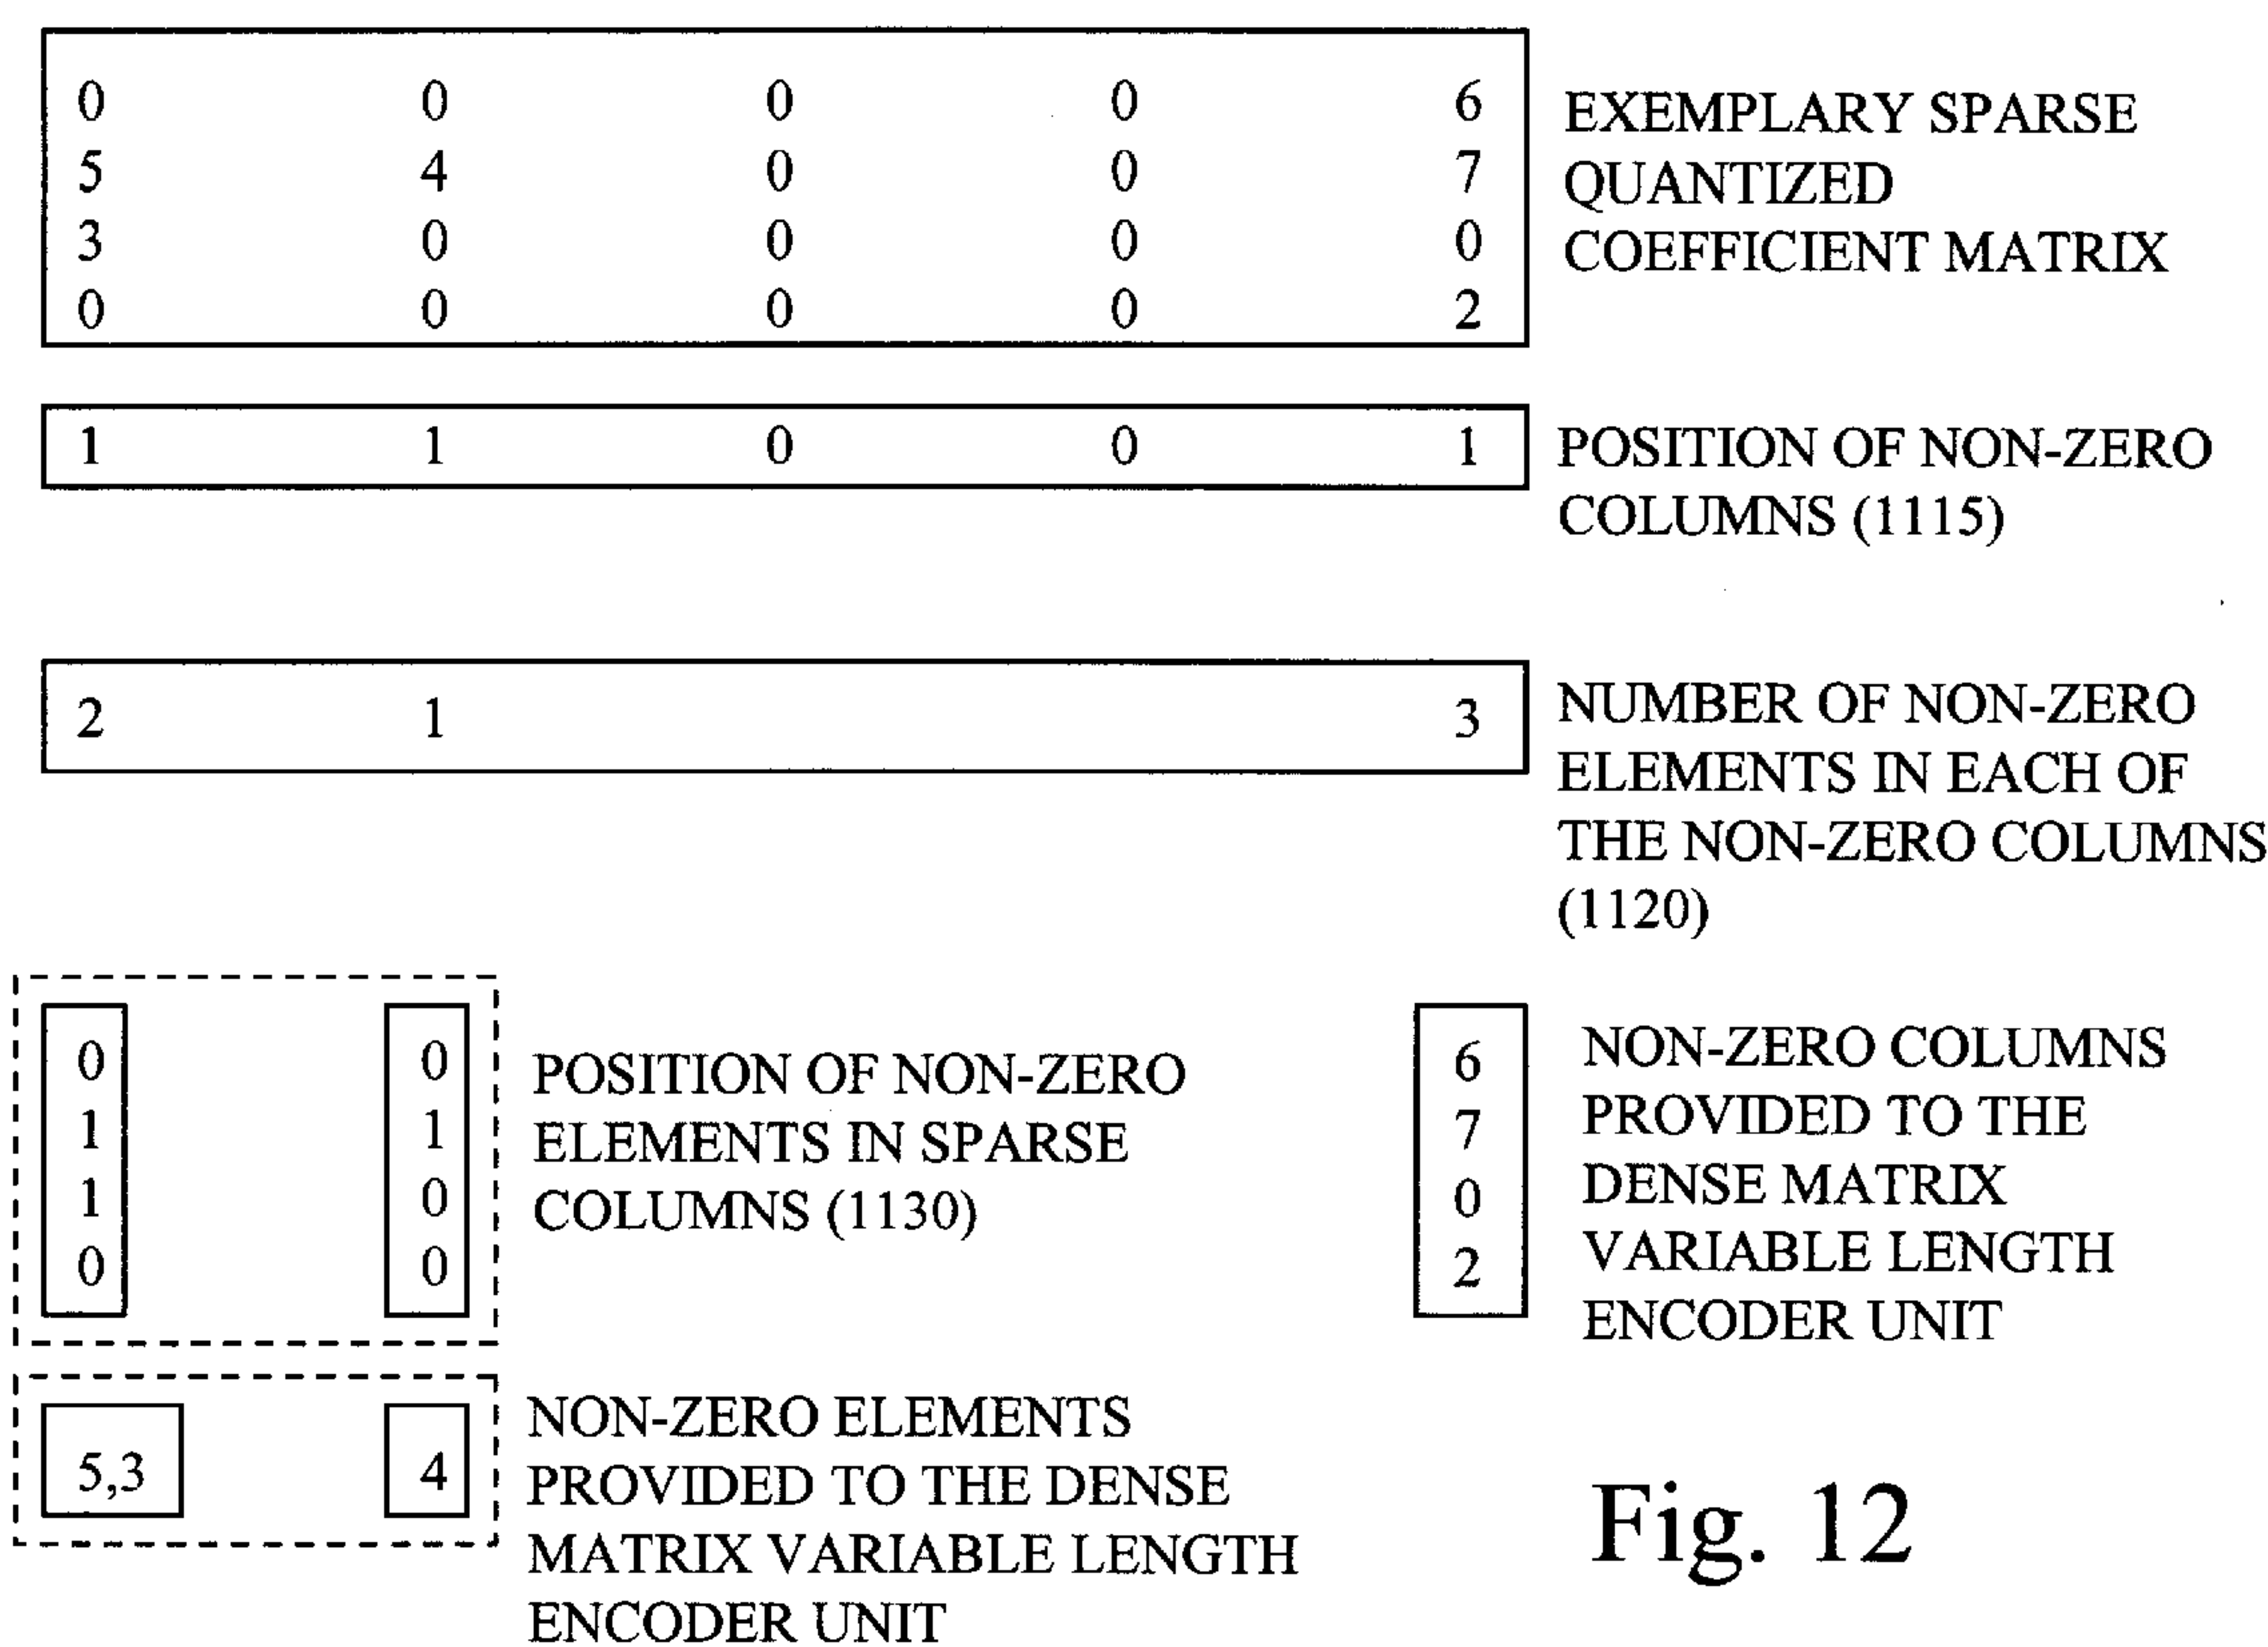 0 0 0 0 6
5 4 0 0 7
3 0 0 0 0
0 0 0 0 2
EXEMPLARY SPARSE
QUANTIZED
COEFFICIENT MATRIX
1 1 0 0 1
POSITION OF NON-ZERO
COLUMNS (1115)
2 1 3
NUMBER OF NON-ZERO
ELEMENTS IN EACH OF
THE NON-ZERO COLUMNS
(1120)
0 0
1 1
1 0
0 0
POSITION OF NON-ZERO
ELEMENTS IN SPARSE
COLUMNS (1130)
6
7
0
2
NON-ZERO COLUMNS
PROVIDED TO THE
DENSE MATRIX
VARIABLE LENGTH
ENCODER UNIT
5,3 4
NON-ZERO ELEMENTS
PROVIDED TO THE DENSE
MATRIX VARIABLE LENGTH
ENCODER UNIT
Fig. 12